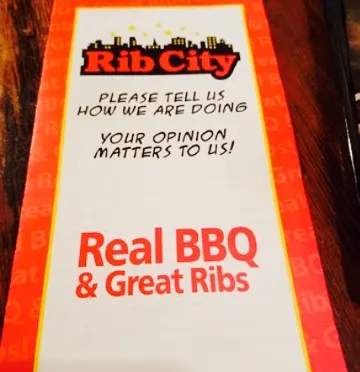 Rib City
PLEASE TELL US
HOW WE ARE DOING
YOUR OPINION
MATTERS TO US!
Real BBQ
& Great Ribs